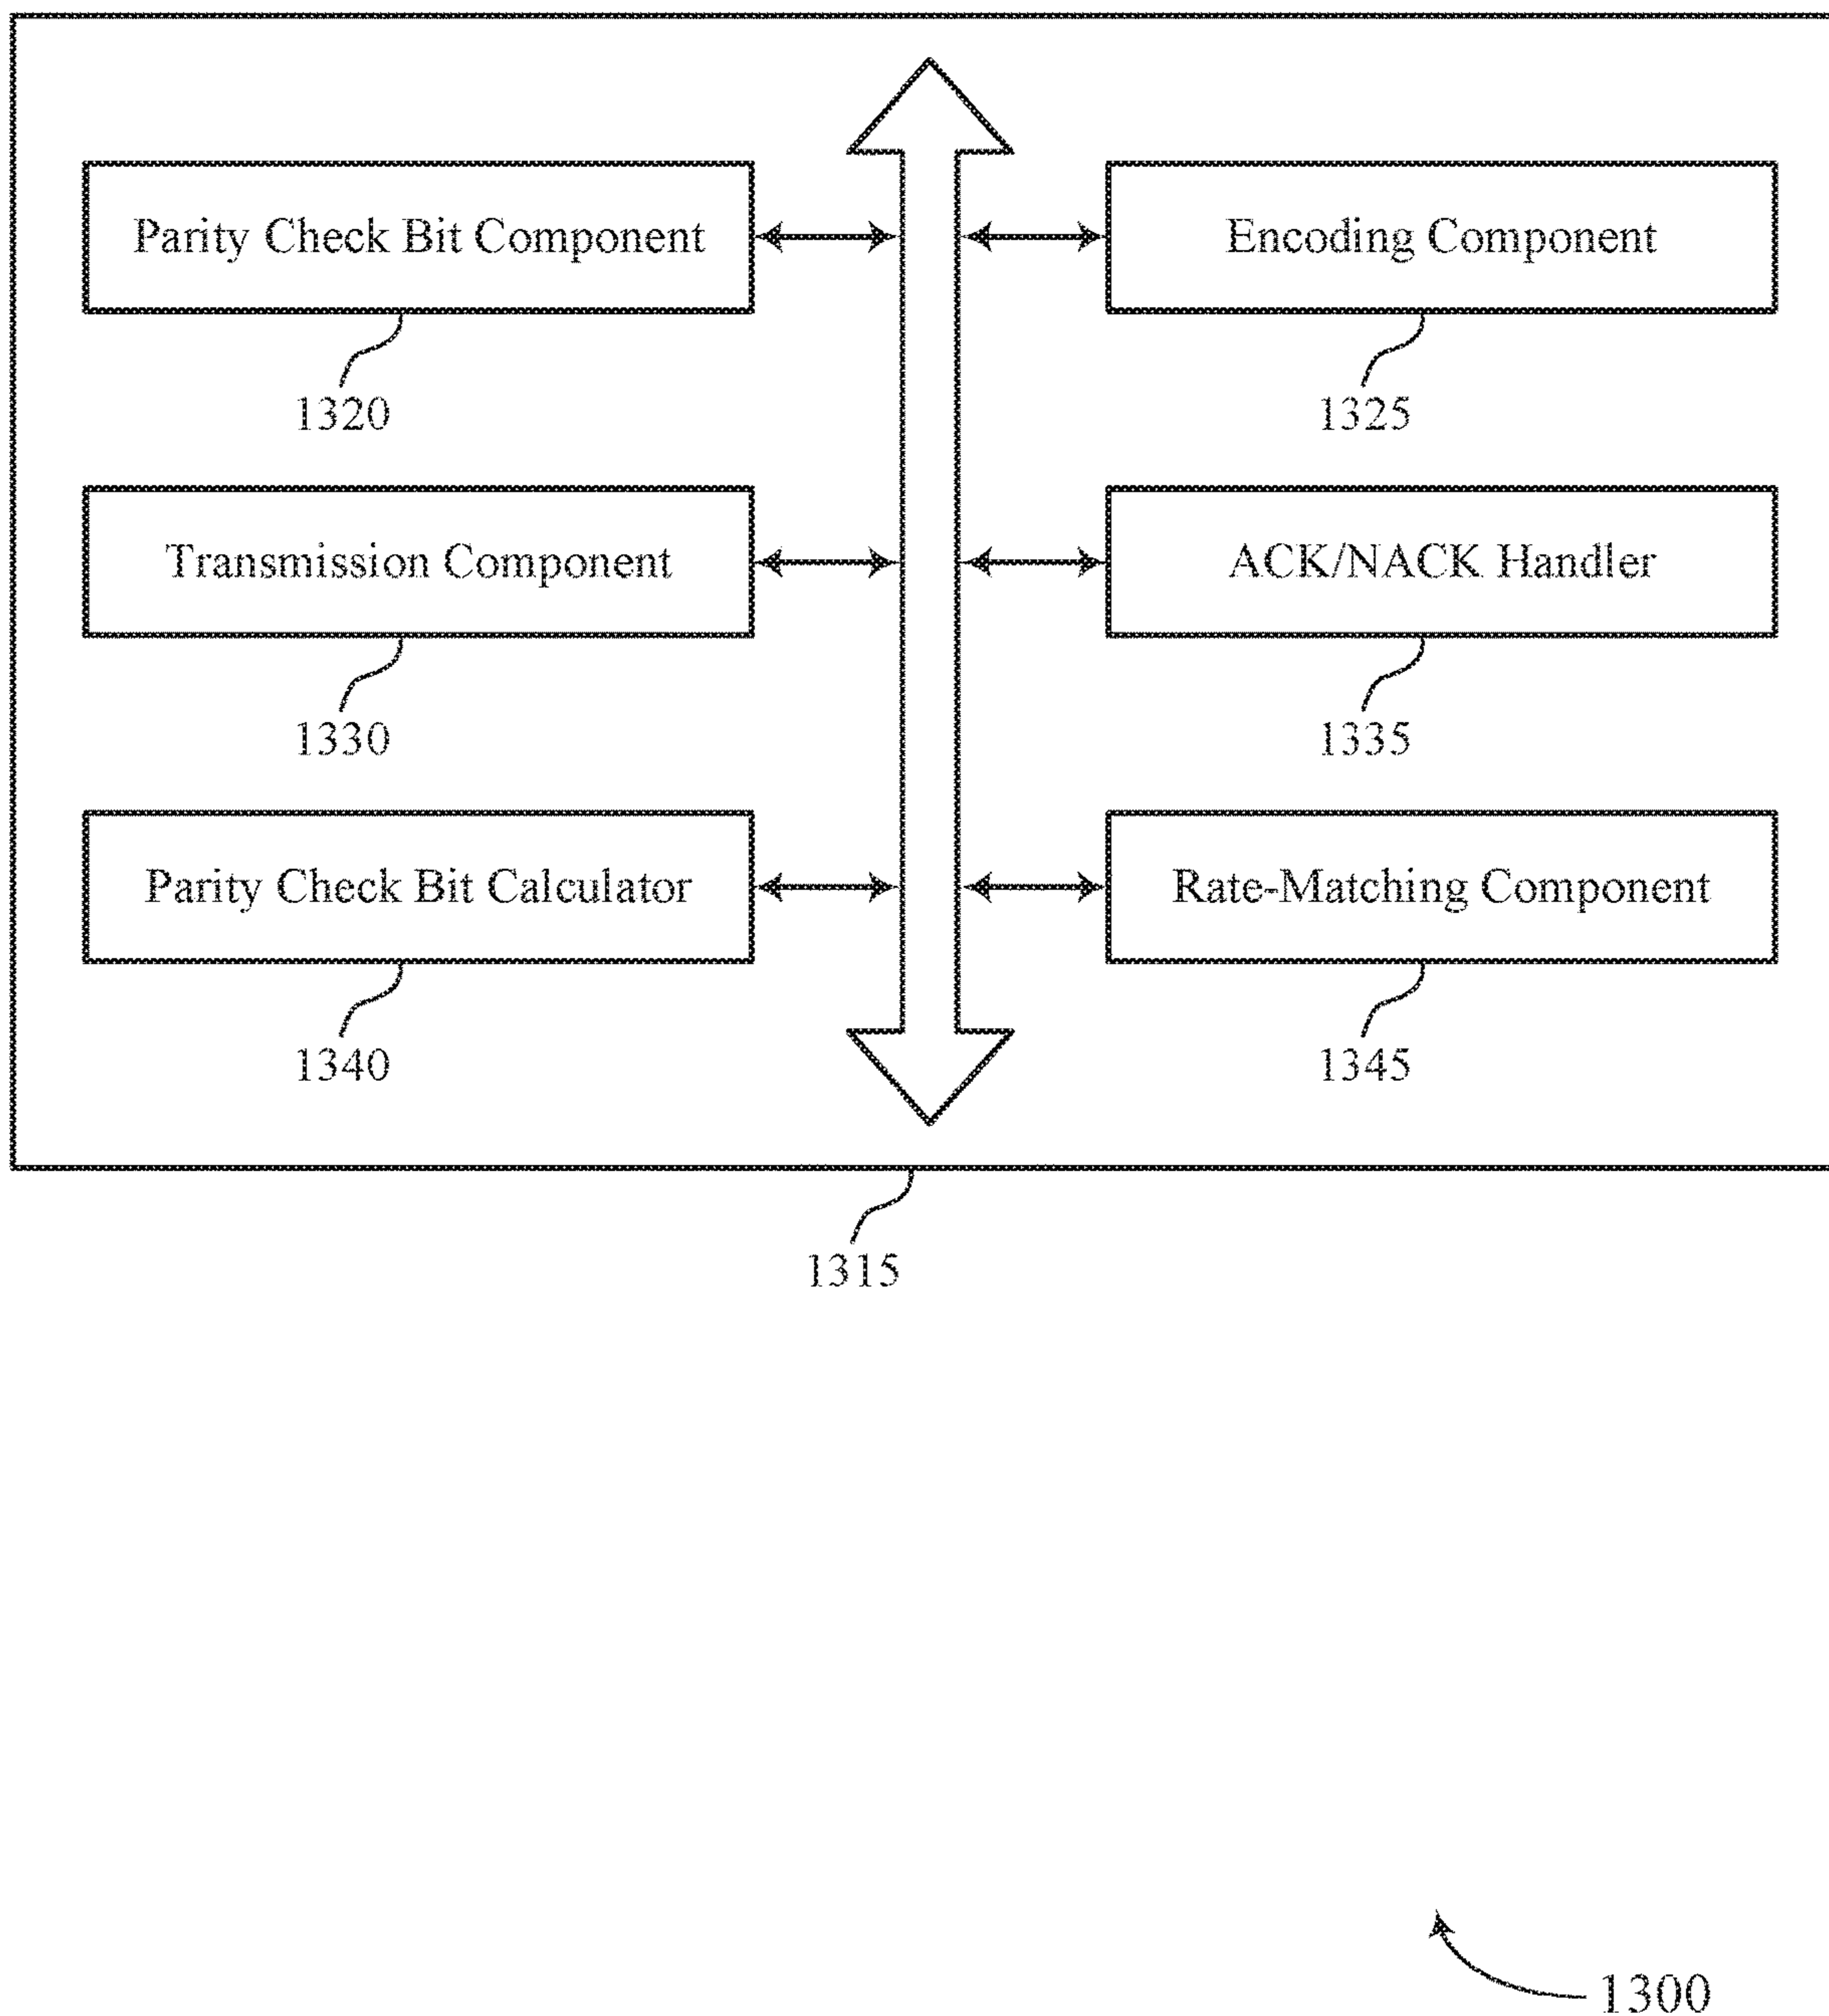 Parity Check Bit Component
Encoding Component
1320
1325
Transmission Component
ACK/NACK Handler
1330
1335
Parity Check Bit Calculator
Rate-Matching Component
1340
1345
1315
1300